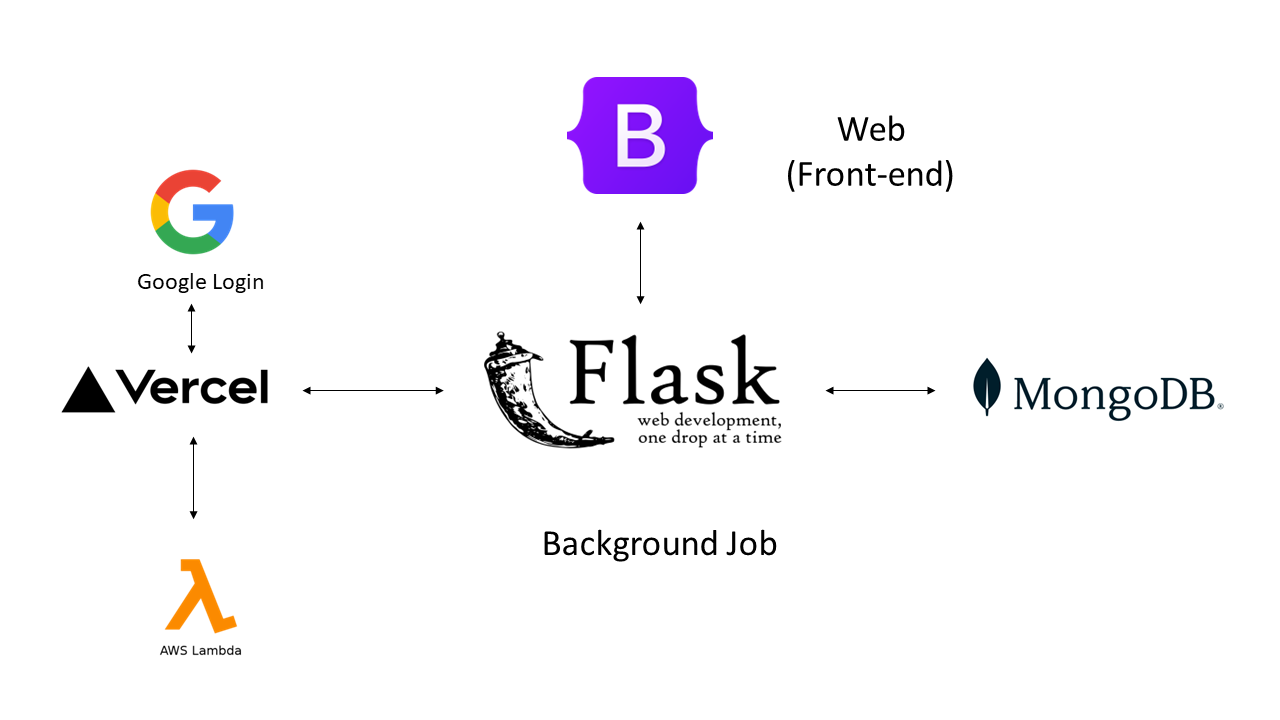 B
Web
(Front-end)
G
Google Login
Vercel
Flask
web development,
one drop at a time
MongoDB®
Background Job
AWS Lambda